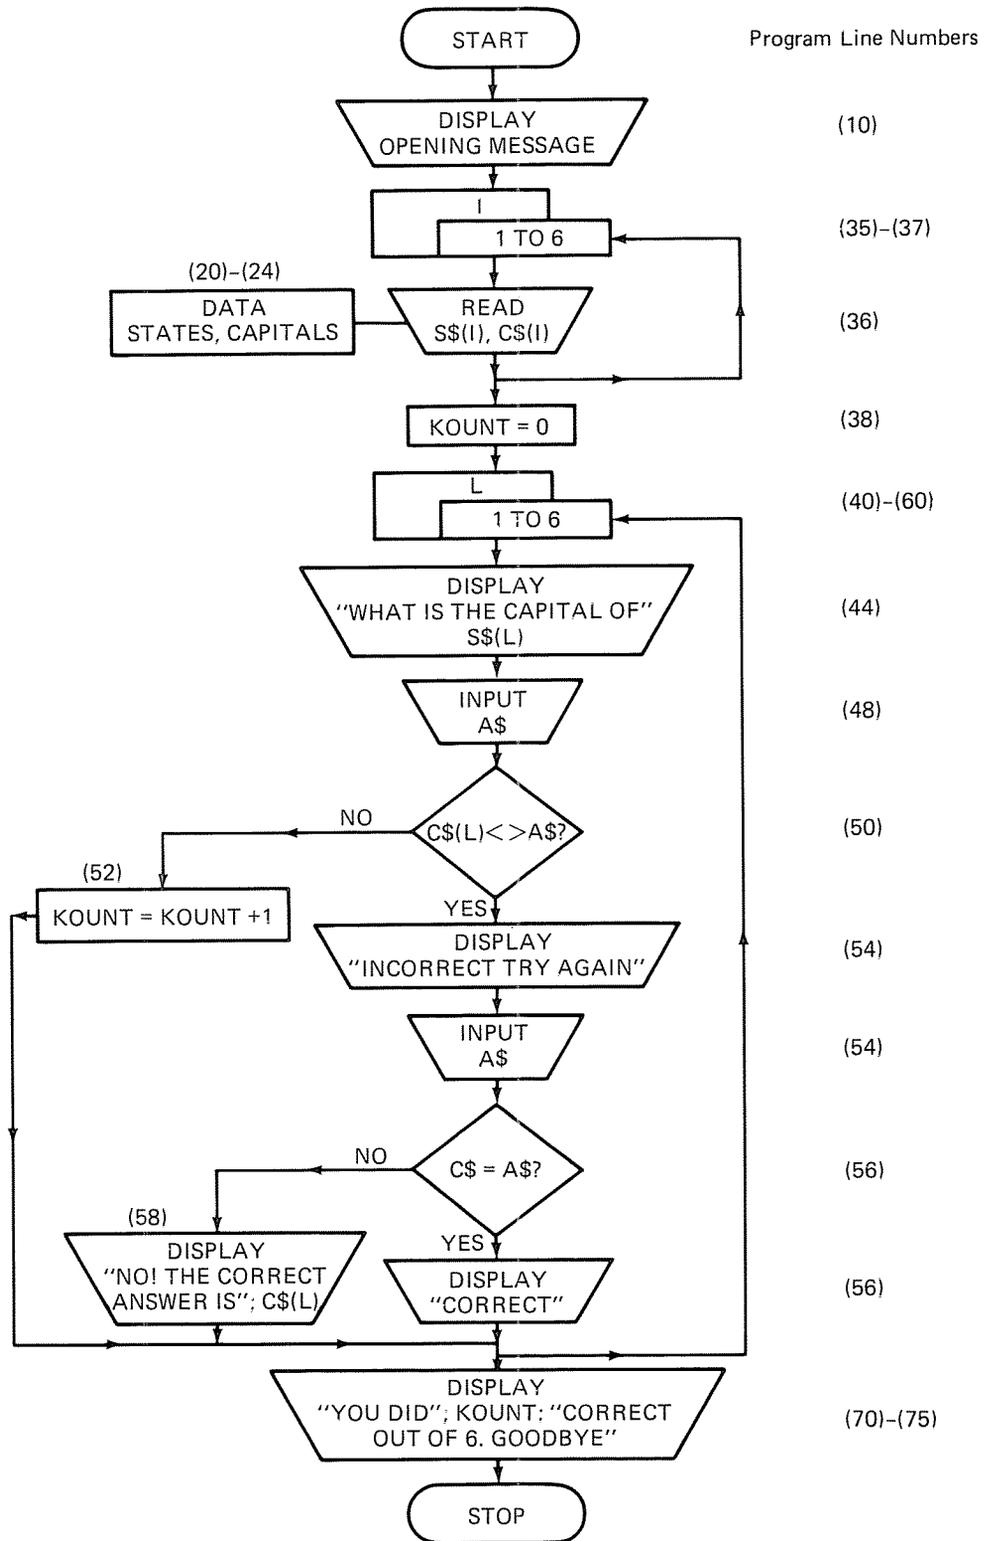 START
Program Line Numbers
DISPLAY
OPENING MESSAGE
(10)
I
1 TO 6
(35)–(37)
(20)–(24)
DATA
STATES, CAPITALS
READ
S$(I), C$(I)
(36)
KOUNT = 0
(38)
L
1 TO 6
(40)–(60)
DISPLAY
"WHAT IS THE CAPITAL OF"
S$(L)
(44)
INPUT
A$
(48)
C$(L)<>A$?
(50)
NO
YES
(52)
KOUNT = KOUNT +1
DISPLAY
"INCORRECT TRY AGAIN"
(54)
INPUT
A$
(54)
C$ = A$?
(56)
NO
YES
(58)
DISPLAY
"NO! THE CORRECT
ANSWER IS"; C$(L)
DISPLAY
"CORRECT"
(56)
DISPLAY
"YOU DID"; KOUNT; "CORRECT
OUT OF 6. GOODBYE"
(70)–(75)
STOP